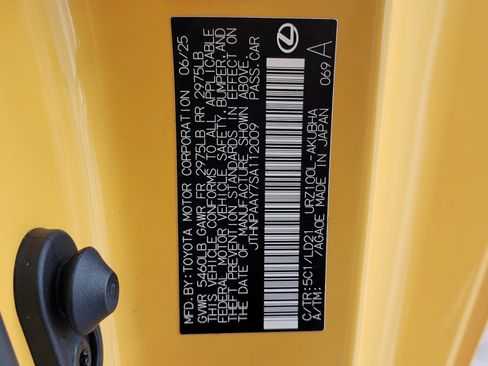 MFD.BY:TOYOTA MOTOR CORPORATION 06/25
GVWR 5460LB GAWR FR 2975LB RR 2975LB
THIS VEHICLE CONFORMS TO ALL APPLICABLE
FEDERAL MOTOR VEHICLE SAFETY,BUMPER,AND
THEFT PREVENTION STANDARDS IN EFFECT ON
THE DATE OF MANUFACTURE SHOWN ABOVE.
JTHNPAAY7SA112009 PASS.CAR
C/TR:5C1/LD21 URZ100L-AKUBHA
A/TM: /AGACE MADE IN JAPAN
069 A